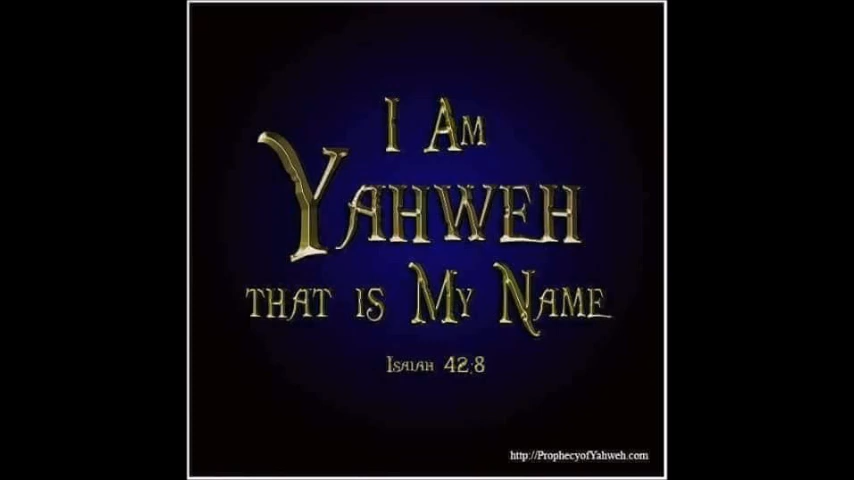 I Am
Yahweh
that is My Name
Isaiah 42:8
http://ProphecyofYahweh.com